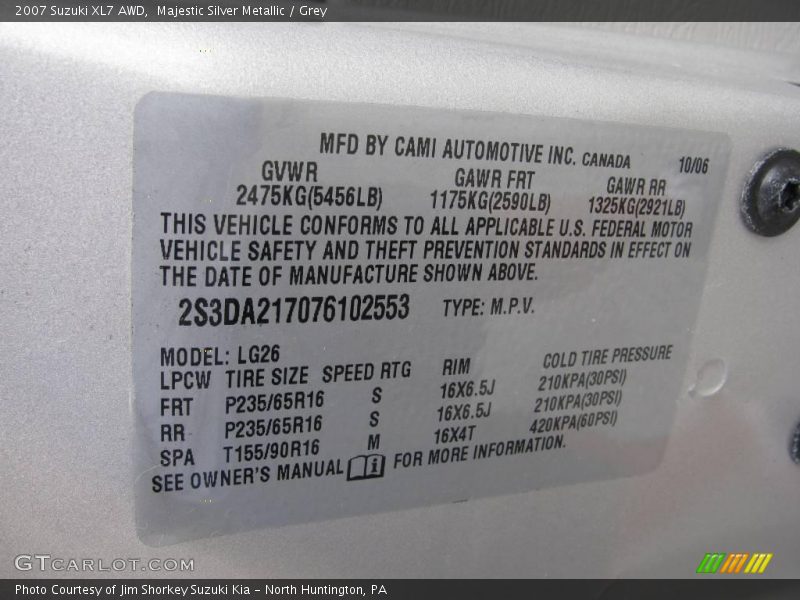 2007 Suzuki XL7 AWD, Majestic Silver Metallic / Grey
MFD BY CAMI AUTOMOTIVE INC. CANADA 10/06
GVWR GAWR FRT GAWR RR
2475KG(5456LB) 1175KG(2590LB) 1325KG(2921LB)
THIS VEHICLE CONFORMS TO ALL APPLICABLE U.S. FEDERAL MOTOR
VEHICLE SAFETY AND THEFT PREVENTION STANDARDS IN EFFECT ON
THE DATE OF MANUFACTURE SHOWN ABOVE.
2S3DA217076102553 TYPE: M.P.V.
MODEL: LG26
LPCW TIRE SIZE SPEED RTG RIM COLD TIRE PRESSURE
FRT P235/65R16 S 16X6.5J 210KPA(30PSI)
RR P235/65R16 S 16X6.5J 210KPA(30PSI)
SPA T155/90R16 M 16X4T 420KPA(60PSI)
SEE OWNER'S MANUAL i FOR MORE INFORMATION.
GTCARLOT.COM
Photo Courtesy of Jim Shorkey Suzuki Kia - North Huntington, PA